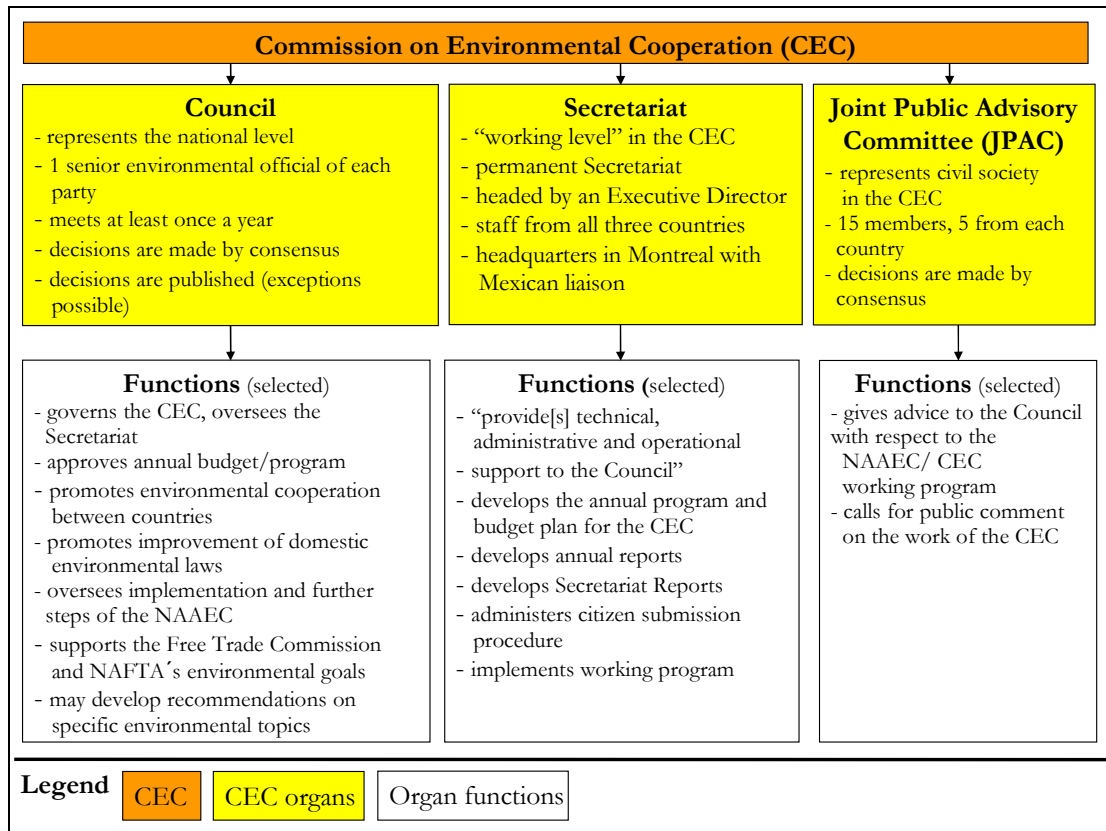 Commission on Environmental Cooperation (CEC)
Council
- represents the national level
- 1 senior environmental official of each
party
- meets at least once a year
- decisions are made by consensus
- decisions are published (exceptions
possible)
Secretariat
- “working level” in the CEC
- permanent Secretariat
- headed by an Executive Director
- staff from all three countries
- headquarters in Montreal with
Mexican liaison
Joint Public Advisory
Committee (JPAC)
- represents civil society
in the CEC
- 15 members, 5 from each
country
- decisions are made by
consensus
Functions (selected)
- governs the CEC, oversees the
Secretariat
- approves annual budget/program
- promotes environmental cooperation
between countries
- promotes improvement of domestic
environmental laws
- oversees implementation and further
steps of the NAAEC
- supports the Free Trade Commission
and NAFTA´s environmental goals
- may develop recommendations on
specific environmental topics
Functions (selected)
- “provide[s] technical,
administrative and operational
- support to the Council”
- develops the annual program and
budget plan for the CEC
- develops annual reports
- develops Secretariat Reports
- administers citizen submission
procedure
- implements working program
Functions (selected)
- gives advice to the Council
with respect to the
NAAEC/ CEC
working program
- calls for public comment
on the work of the CEC
Legend
CEC
CEC organs
Organ functions